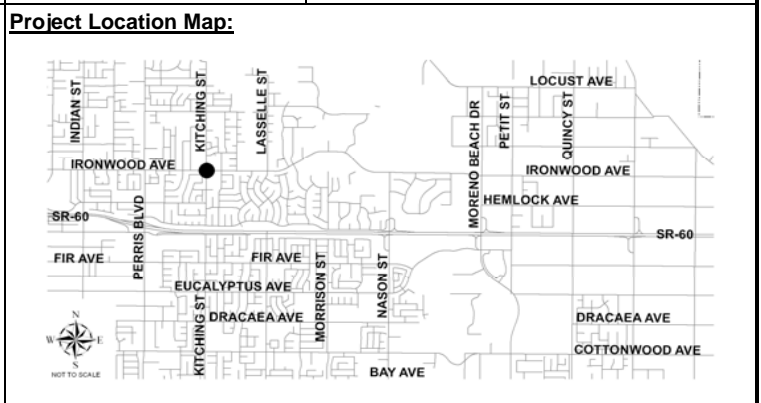 Project Location Map:
LOCUST AVE
INDIAN ST
KITCHING ST
LASSELLE ST
MORENO BEACH DR
PETIT ST
QUINCY ST
IRONWOOD AVE
IRONWOOD AVE
HEMLOCK AVE
SR-60
PERRIS BLVD
SR-60
FIR AVE
FIR AVE
EUCALYPTUS AVE
MORRISON ST
NASON ST
KITCHING ST
DRACAEA AVE
DRACAEA AVE
N
W
E
S
NOT TO SCALE
COTTONWOOD AVE
BAY AVE